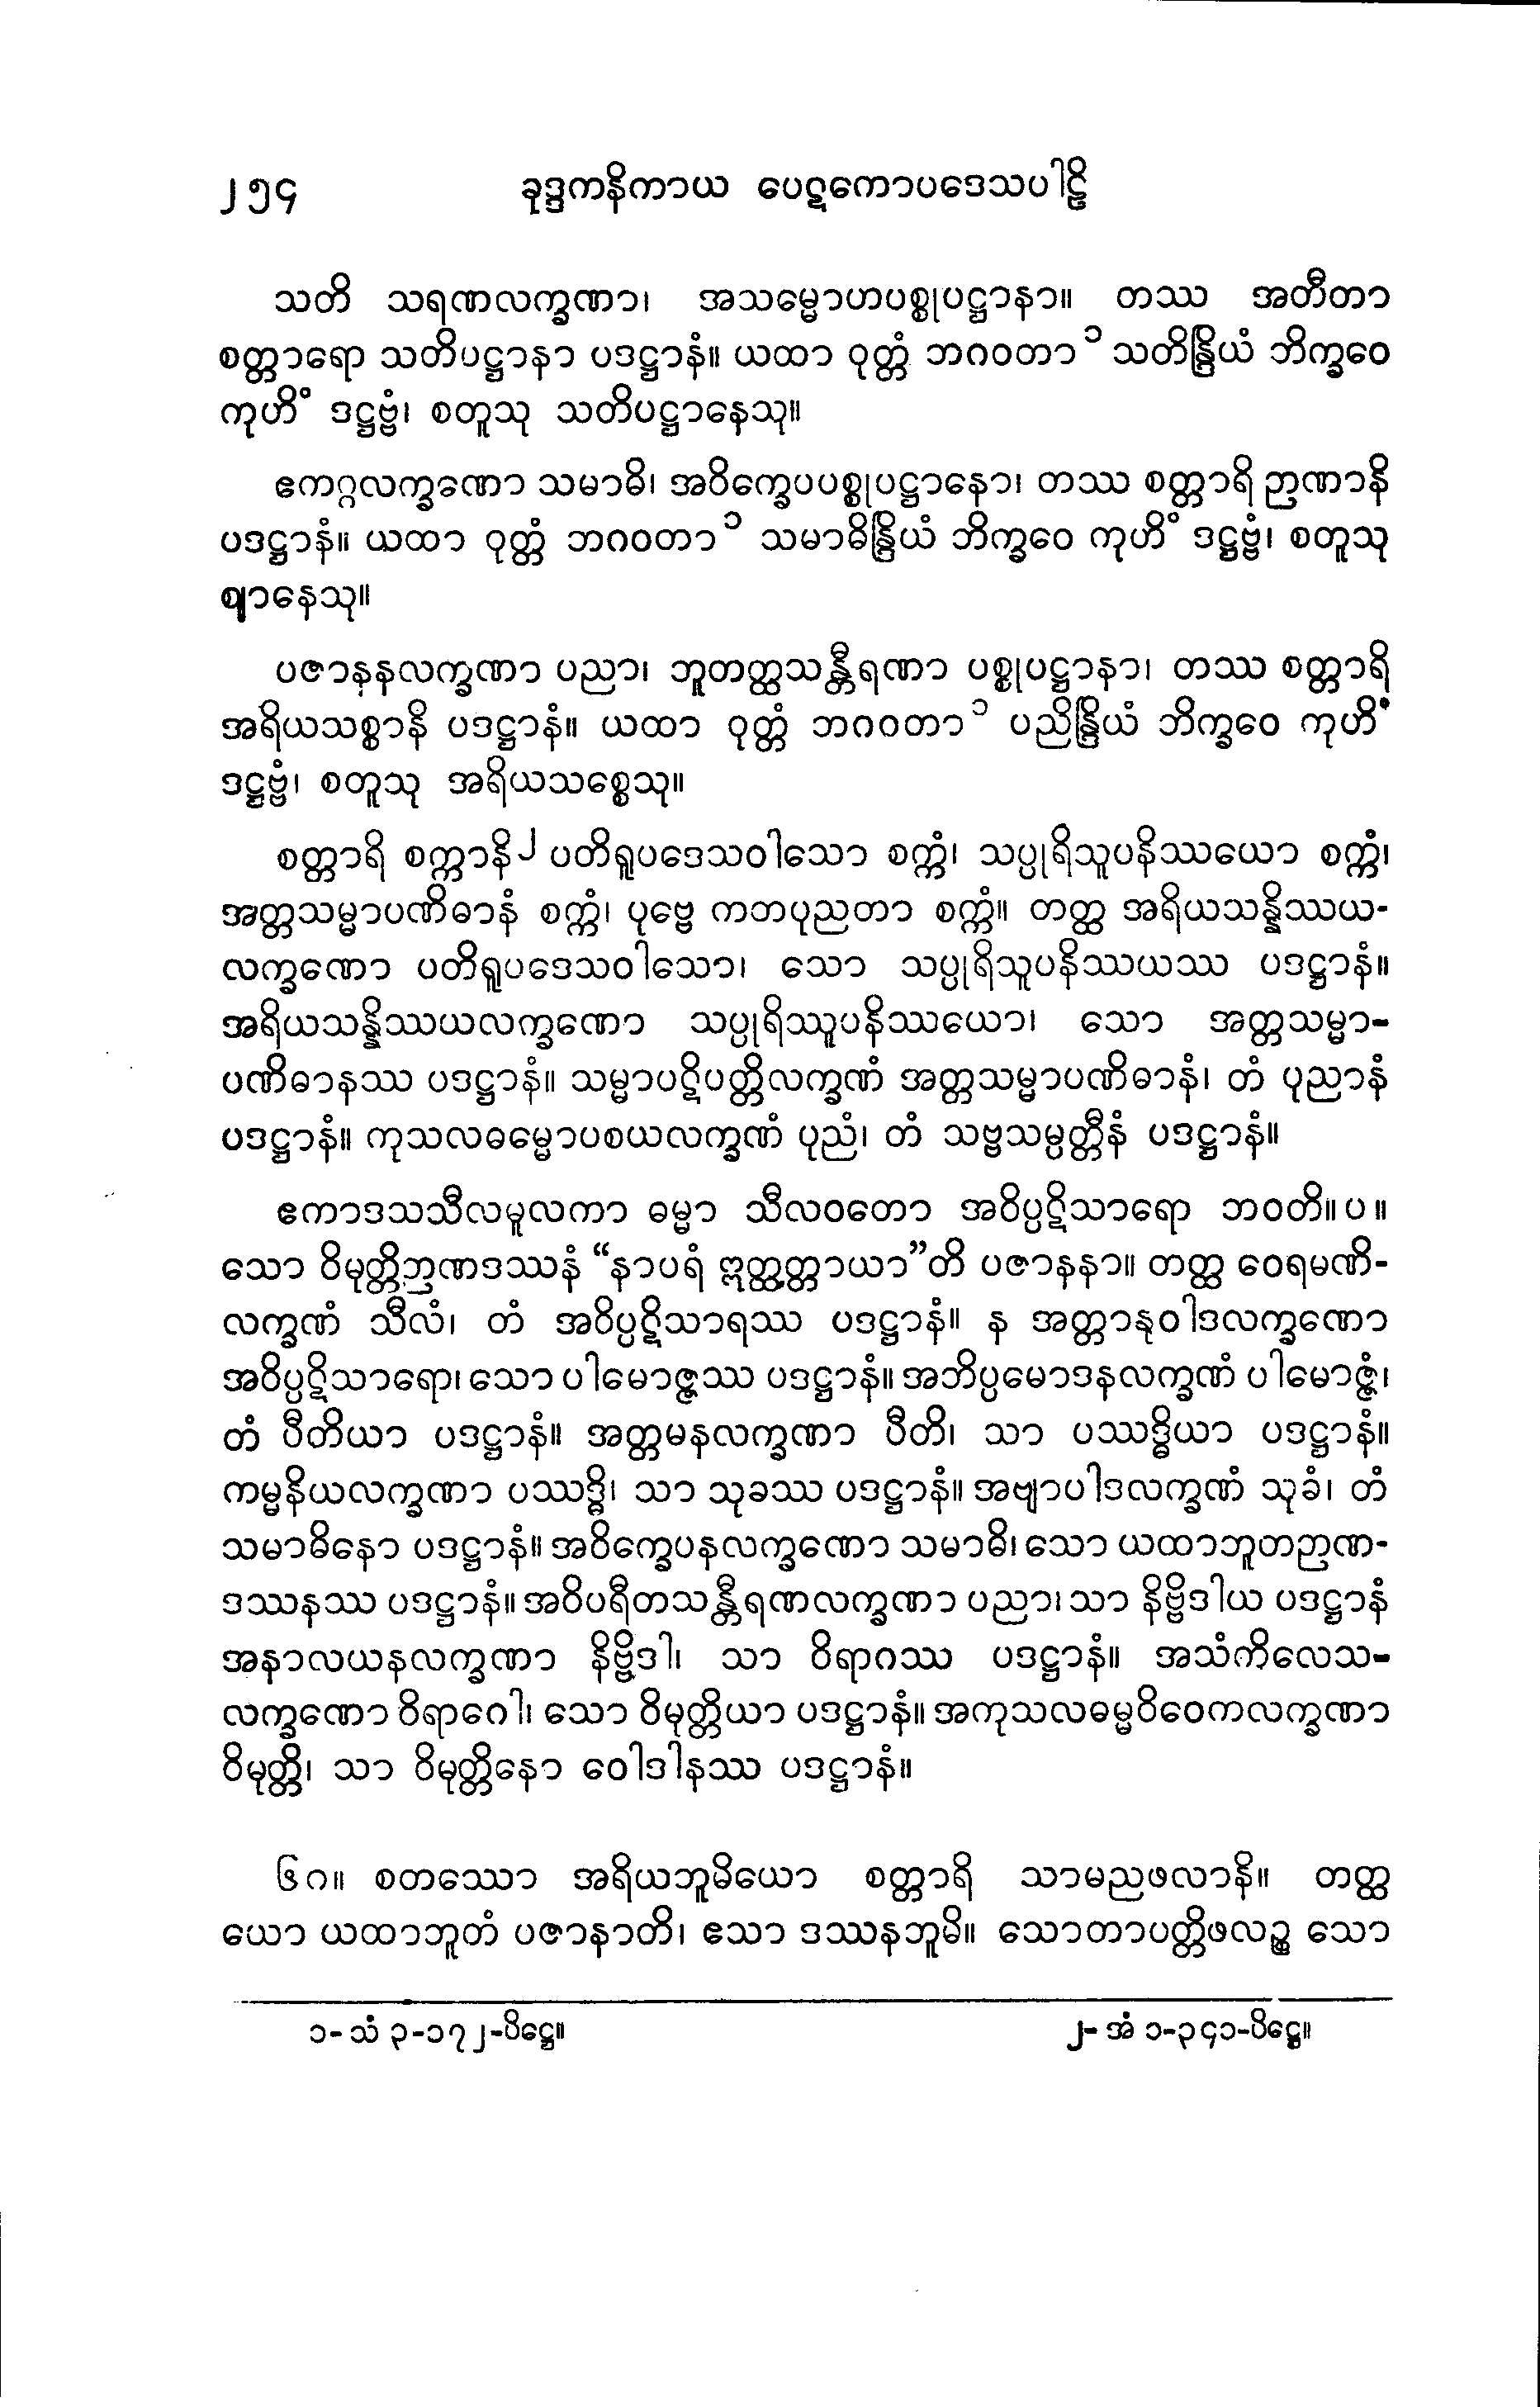 ၂၅၄ ခုဒ္ဒကနိကာယ ပေဋကောပဒေသပါဠိ
သတိ သရဏလက္ခဏာ၊ အသမ္မောဟပစ္စုပဋ္ဌာနာ။ တဿ အတီတာ
စတ္တာရော သတိပဋ္ဌာနာ ပဒဋ္ဌာနံ။ ယထာ ဝုတ္တံ ဘဂဝတာ ၁ သတိန္ဒြိယံ ဘိက္ခဝေ
ကုဟိံ ဒဋ္ဌဗ္ဗံ၊ စတူသု သတိပဋ္ဌာနေသု။
ဧကဂ္ဂလက္ခဏော သမာဓိ၊ အဝိက္ခေပပစ္စုပဋ္ဌာနော၊ တဿ စတ္တာရိ ဉာဏာနိ
ပဒဋ္ဌာနံ။ ယထာ ဝုတ္တံ ဘဂဝတာ ၁ သမာဓိန္ဒြိယံ ဘိက္ခဝေ ကုဟိံ ဒဋ္ဌဗ္ဗံ၊ စတူသု
ဈာနေသု။
ပဇာနနလက္ခဏာ ပညာ၊ ဘူတတ္ထသန္တီရဏာ ပစ္စုပဋ္ဌာနာ၊ တဿ စတ္တာရိ
အရိယသစ္စာနိ ပဒဋ္ဌာနံ။ ယထာ ဝုတ္တံ ဘဂဝတာ ၁ ပညိန္ဒြိယံ ဘိက္ခဝေ ကုဟိံ
ဒဋ္ဌဗ္ဗံ၊ စတူသု အရိယသစ္စေသု။
စတ္တာရိ စက္ကာနိ ၂ ပတိရူပဒေသဝါသော စက္ကံ၊ သပ္ပုရိသူပနိဿယော စက္ကံ၊
အတ္တသမ္မာပဏိဓာနံ စက္ကံ၊ ပုဗ္ဗေ ကတပုညတာ စက္ကံ။ တတ္ထ အရိယသန္နိဿယ-
လက္ခဏော ပတိရူပဒေသဝါသော၊ သော သပ္ပုရိသူပနိဿယဿ ပဒဋ္ဌာနံ။
အရိယသန္နိဿယလက္ခဏော သပ္ပုရိဿူပနိဿယော၊ သော အတ္တသမ္မာ-
ပဏိဓာနဿ ပဒဋ္ဌာနံ။ သမ္မာပဋိပတ္တိလက္ခဏံ အတ္တသမ္မာပဏိဓာနံ၊ တံ ပုညာနံ
ပဒဋ္ဌာနံ။ ကုသလဓမ္မောပစယလက္ခဏံ ပုညံ၊ တံ သဗ္ဗသမ္ပတ္တီနံ ပဒဋ္ဌာနံ။
ဧကာဒသသီလမူလကာ ဓမ္မာ သီလဝတော အဝိပ္ပဋိသာရော ဘဝတိ။ ပ ။
သော ဝိမုတ္တိဉာဏဒဿနံ “နာပရံ ဣတ္ထတ္တာယာ”တိ ပဇာနနာ။ တတ္ထ ဝေရမဏိ-
လက္ခဏံ သီလံ၊ တံ အဝိပ္ပဋိသာရဿ ပဒဋ္ဌာနံ။ န အတ္တာနုဝါဒလက္ခဏော
အဝိပ္ပဋိသာရော၊ သော ပါမောဇ္ဇဿ ပဒဋ္ဌာနံ။ အဘိပ္ပမောဒနလက္ခဏံ ပါမောဇ္ဇံ၊
တံ ပီတိယာ ပဒဋ္ဌာနံ။ အတ္တမနလက္ခဏာ ပီတိ၊ သာ ပဿဒ္ဓိယာ ပဒဋ္ဌာနံ။
ကမ္မနိယလက္ခဏာ ပဿဒ္ဓိ၊ သာ သုခဿ ပဒဋ္ဌာနံ။ အဗျာပါဒလက္ခဏံ သုခံ၊ တံ
သမာဓိနော ပဒဋ္ဌာနံ။ အဝိက္ခေပနလက္ခဏော သမာဓိ၊ သော ယထာဘူတဉာဏ-
ဒဿနဿ ပဒဋ္ဌာနံ။ အဝိပရီတသန္တီရဏလက္ခဏာ ပညာ၊ သာ နိဗ္ဗိဒါယ ပဒဋ္ဌာနံ
အနာလယနလက္ခဏာ နိဗ္ဗိဒါ၊ သာ ဝိရာဂဿ ပဒဋ္ဌာနံ။ အသံကိလေသ-
လက္ခဏော ဝိရာဂေါ၊ သော ဝိမုတ္တိယာ ပဒဋ္ဌာနံ။ အကုသလဓမ္မဝိဝေကလက္ခဏာ
ဝိမုတ္တိ၊ သာ ဝိမုတ္တိနော ဝေါဒါနဿ ပဒဋ္ဌာနံ။
၆၈။ စတဿော အရိယဘူမိယော စတ္တာရိ သာမညဖလာနိ။ တတ္ထ
ယော ယထာဘူတံ ပဇာနာတိ၊ ဧသာ ဒဿနဘူမိ။ သောတာပတ္တိဖလဉ္စ သော
၁- သံ ၃-၁၇၂-ပိဋ္ဌေ။ ၂- အံ ၁-၃၄၁-ပိဋ္ဌေ။